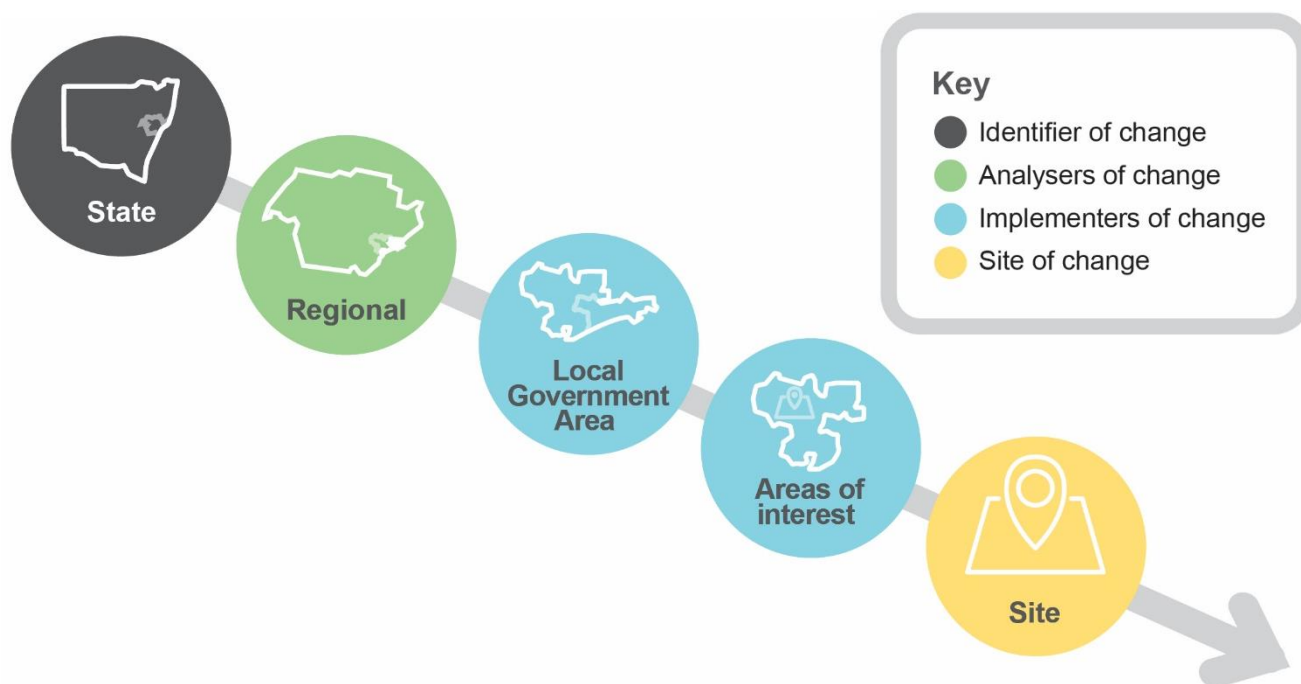 State
Regional
Local
Government
Area
Areas of
interest
Site
Key
Identifier of change
Analysers of change
Implementers of change
Site of change